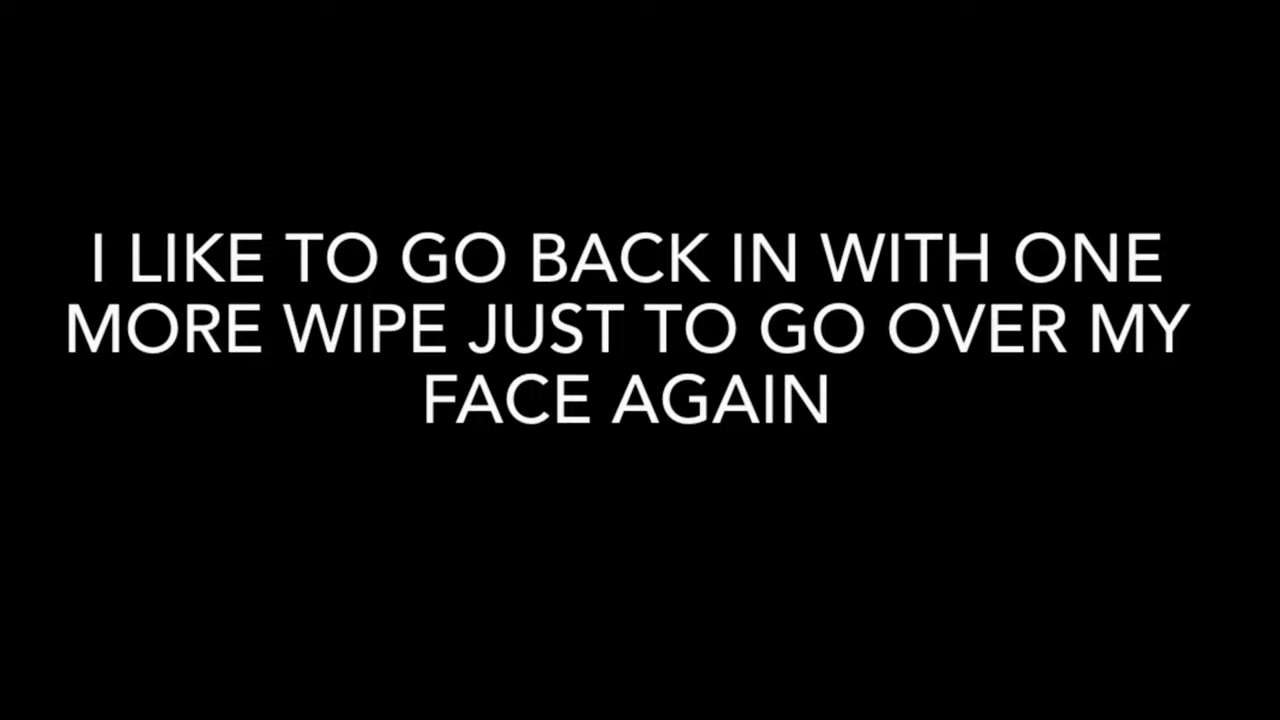 I LIKE TO GO BACK IN WITH ONE
MORE WIPE JUST TO GO OVER MY
FACE AGAIN